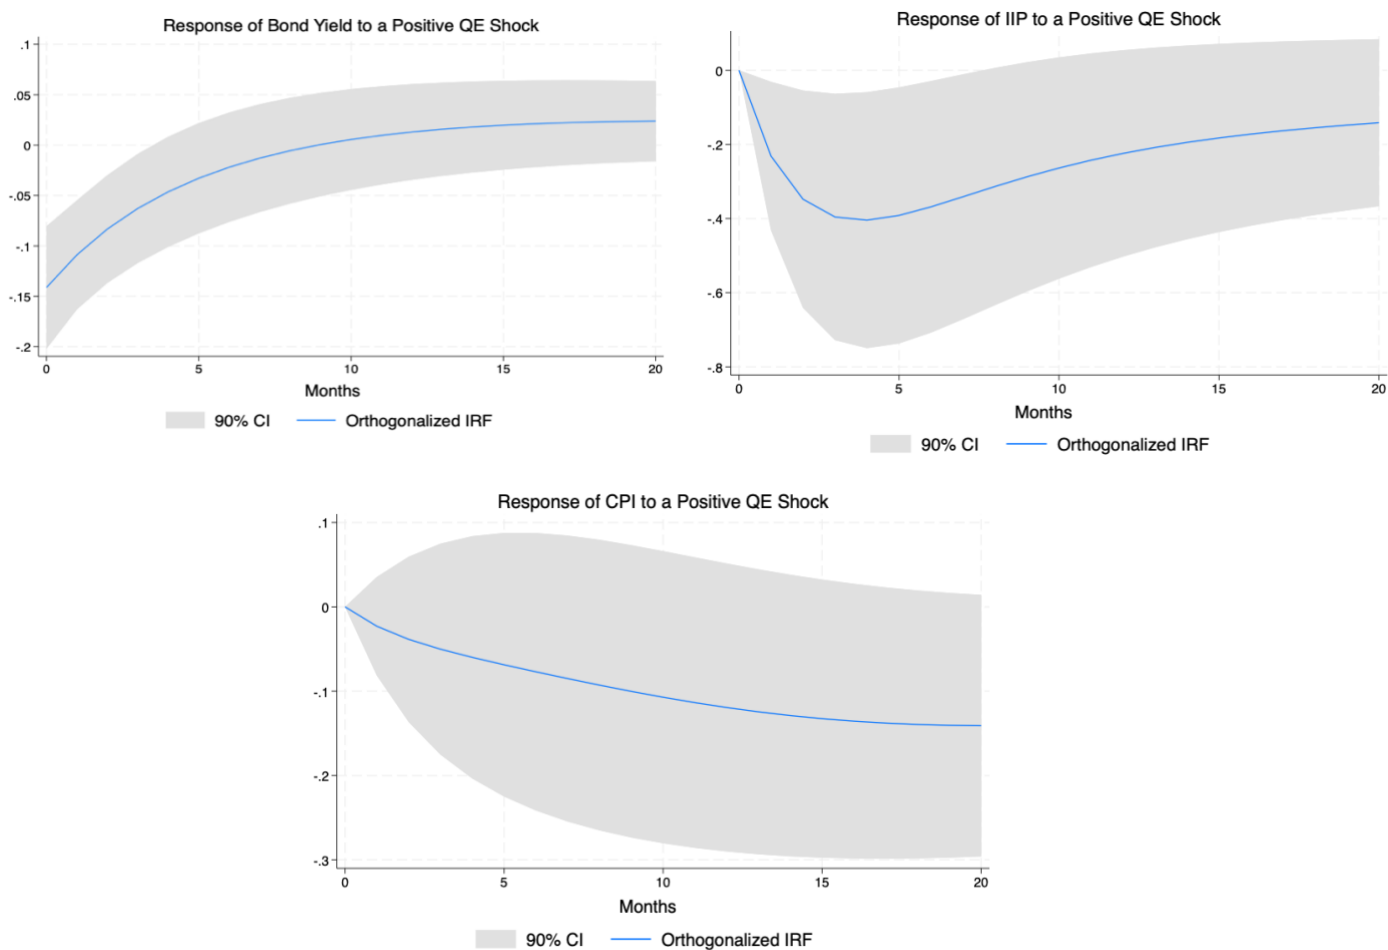 Response of Bond Yield to a Positive QE Shock
.1
.05
0
-.05
-.1
-.15
-.2
0 5 10 15 20
Months
90% CI Orthogonalized IRF
Response of IIP to a Positive QE Shock
0
-.2
-.4
-.6
-.8
0 5 10 15 20
Months
90% CI Orthogonalized IRF
Response of CPI to a Positive QE Shock
.1
0
-.1
-.2
-.3
0 5 10 15 20
Months
90% CI Orthogonalized IRF